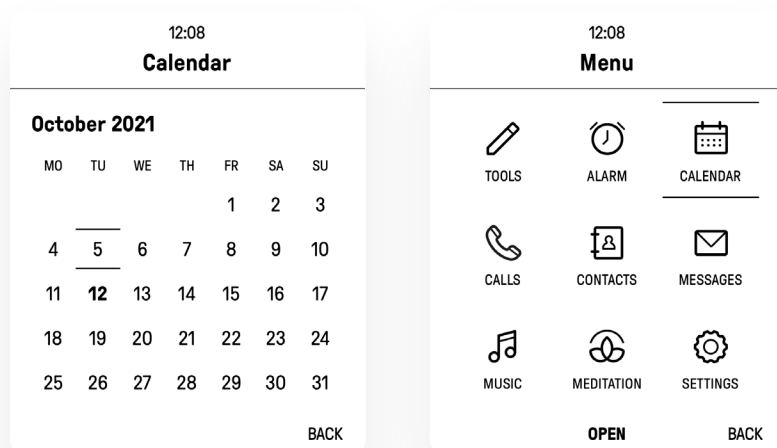 12:08
Calendar
October 2021
MO TU WE TH FR SA SU
1 2 3
4 5 6 7 8 9 10
11 12 13 14 15 16 17
18 19 20 21 22 23 24
25 26 27 28 29 30 31
BACK
12:08
Menu
TOOLS ALARM CALENDAR
CALLS CONTACTS MESSAGES
MUSIC MEDITATION SETTINGS
OPEN BACK